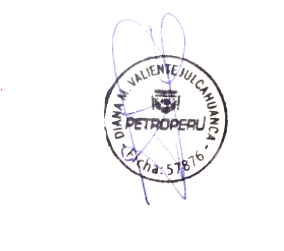 DIANA M. VALIENTE JULCAHUANCA
PETROPERU
- Ficha: 57876 -